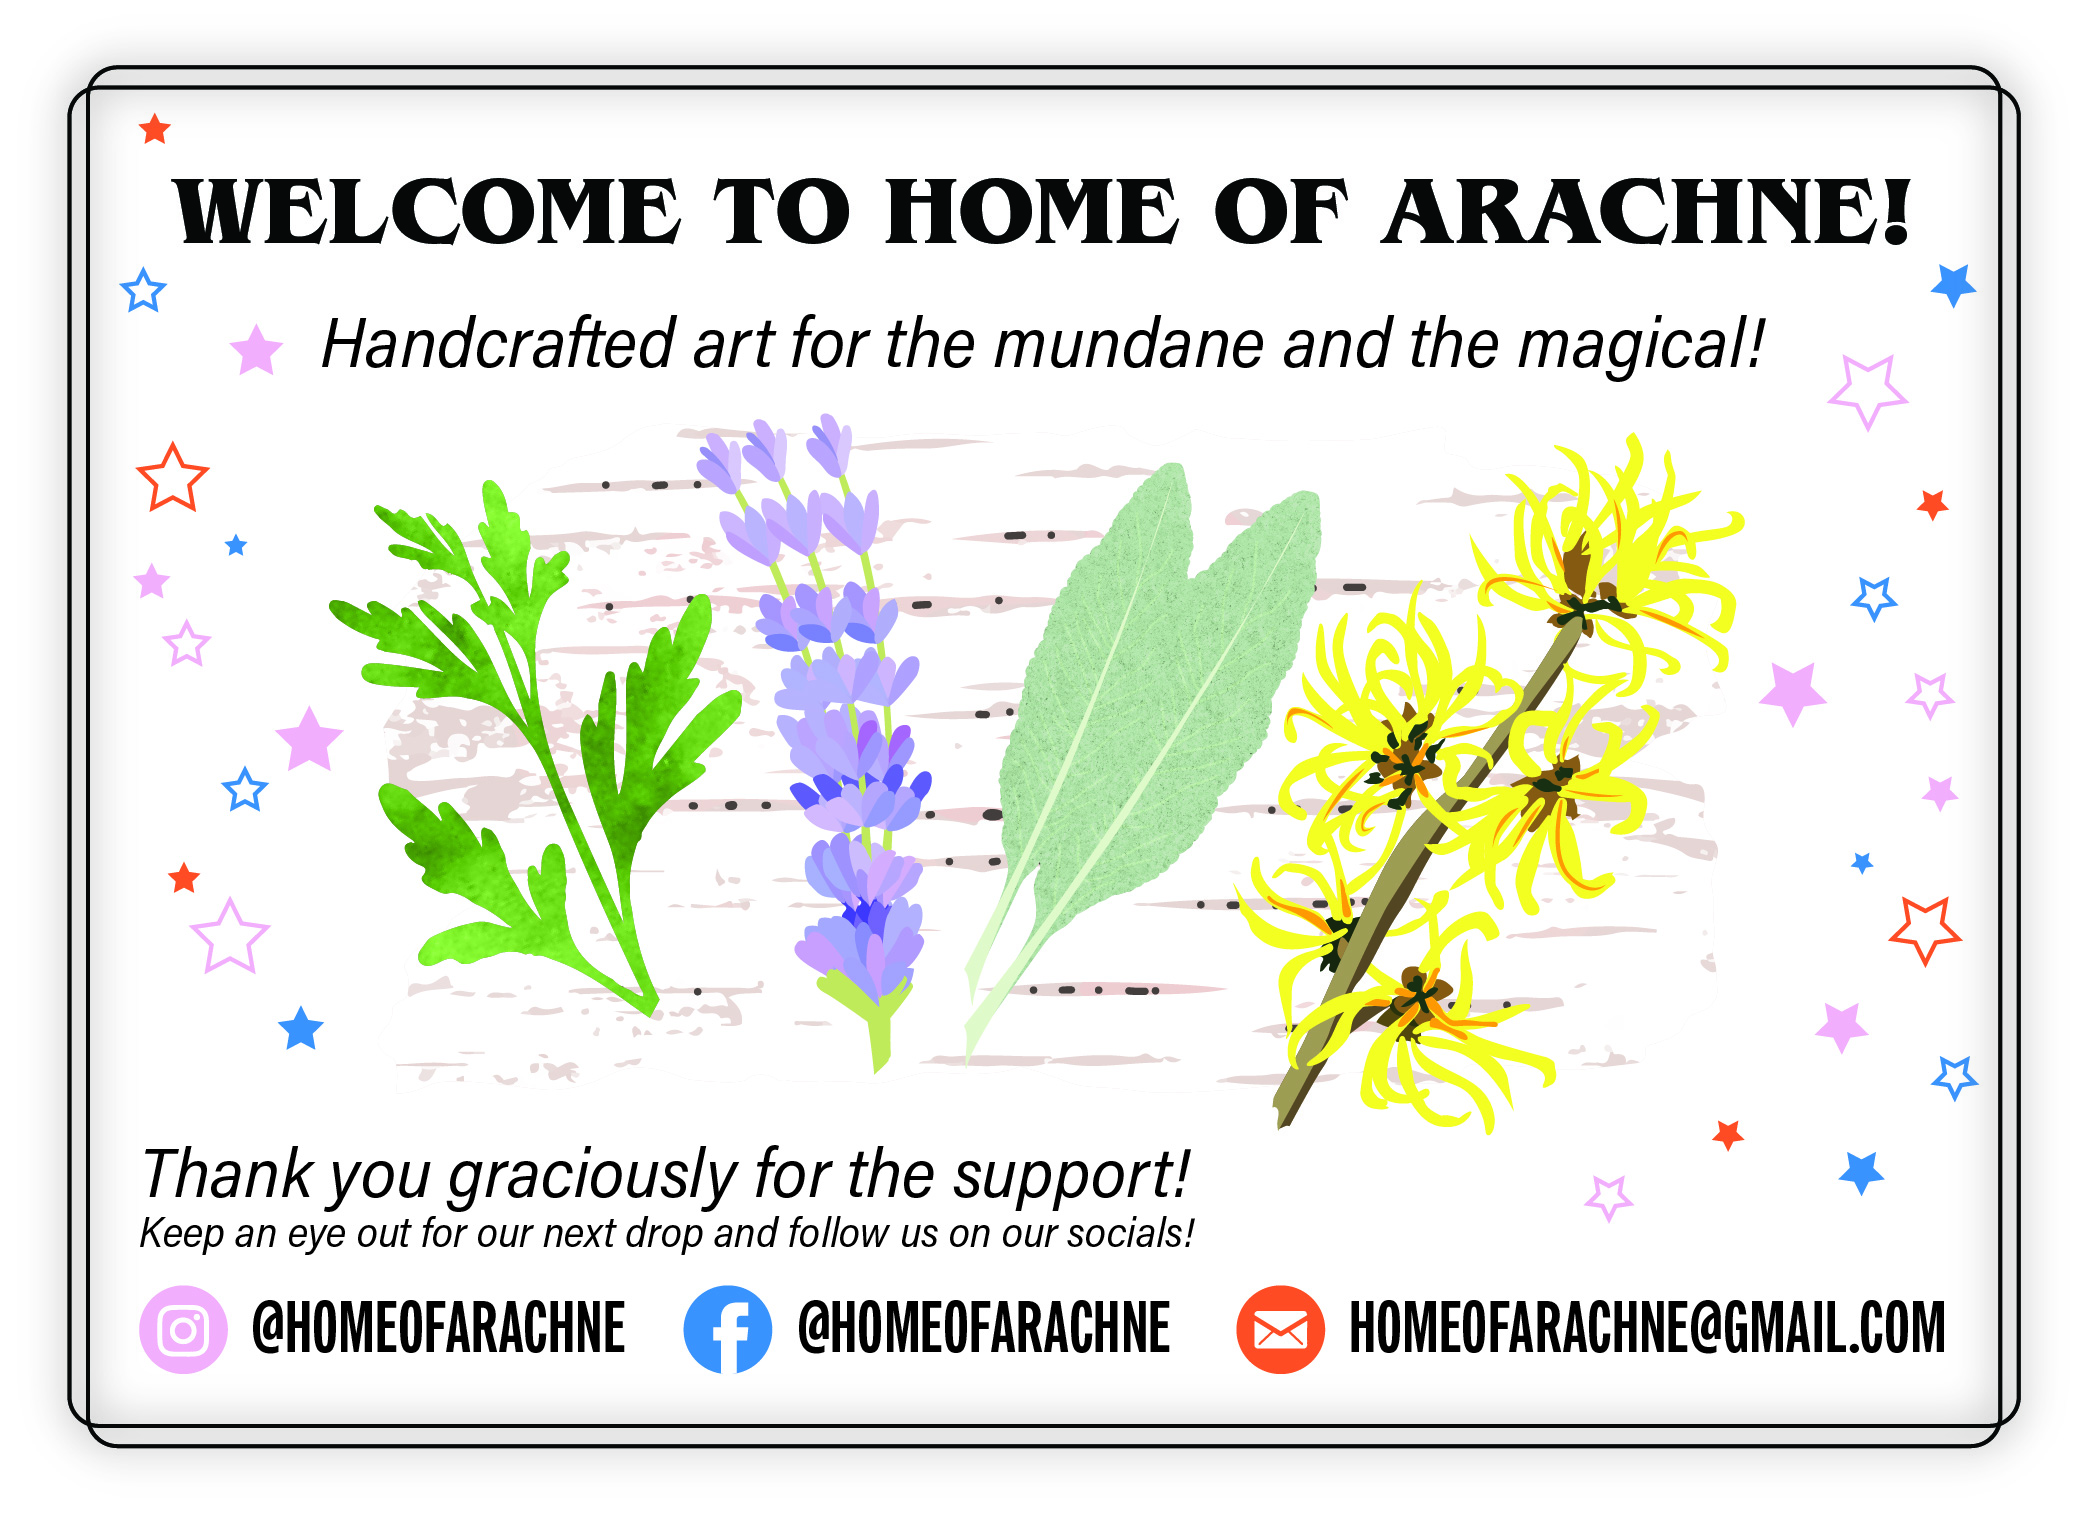 WELCOME TO HOME OF ARACHNE!
Handcrafted art for the mundane and the magical!
Thank you graciously for the support!
Keep an eye out for our next drop and follow us on our socials!
@HOMEOFARACHNE @HOMEOFARACHNE HOMEOFARACHNE@GMAIL.COM